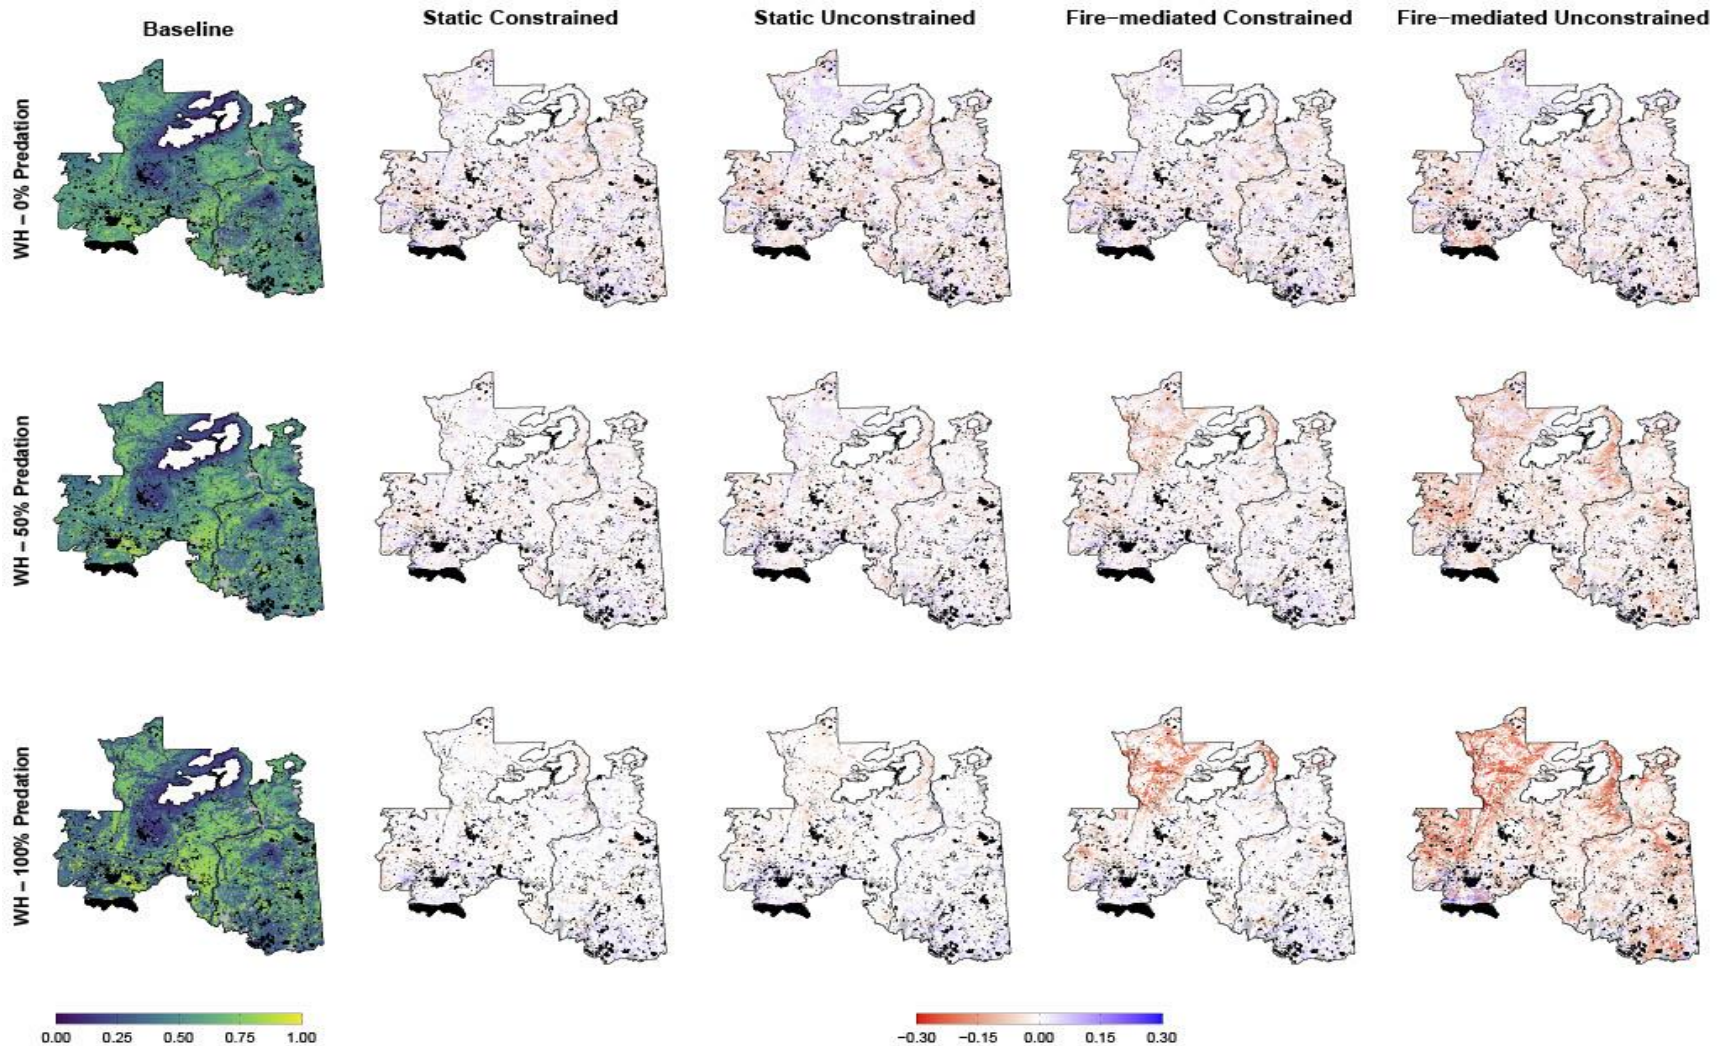 Baseline
Static Constrained
Static Unconstrained
Fire−mediated Constrained
Fire−mediated Unconstrained
WH − 0% Predation
WH − 50% Predation
WH − 100% Predation
0.00 0.25 0.50 0.75 1.00
−0.30 −0.15 0.00 0.15 0.30